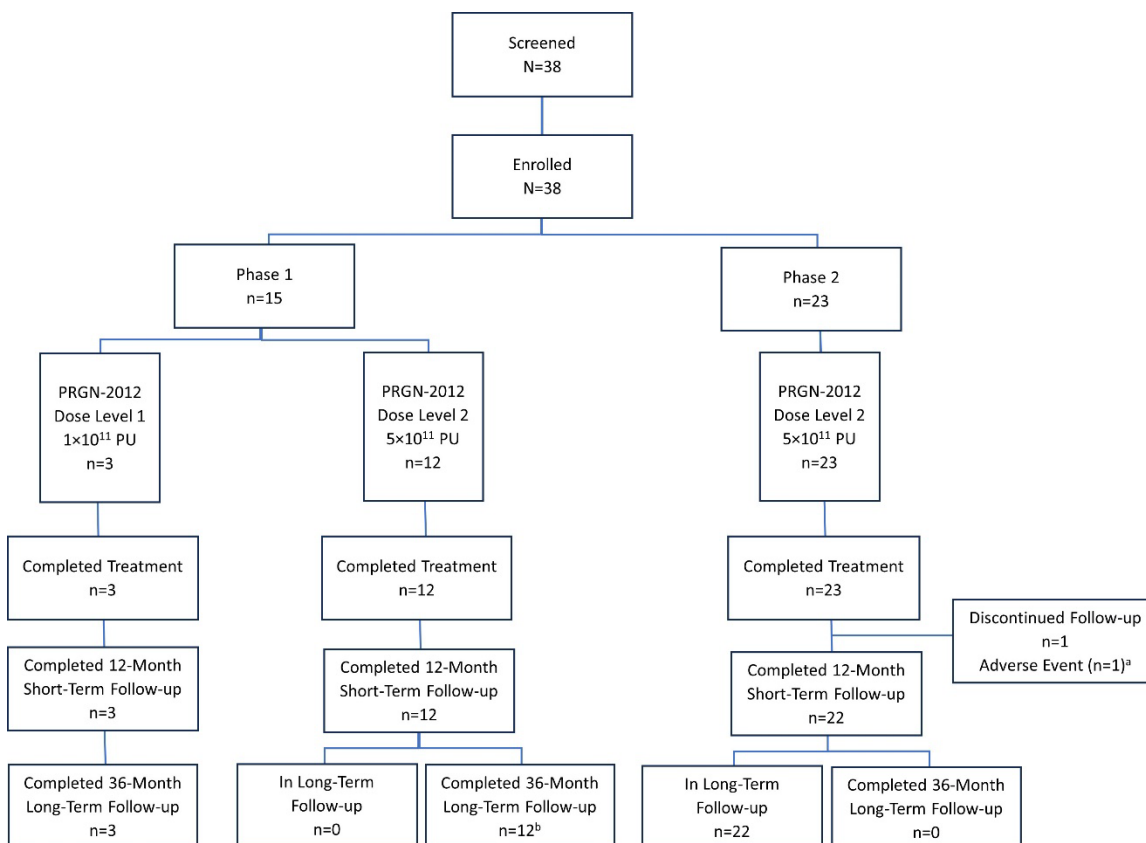 Screened
N=38
Enrolled
N=38
Phase 1
n=15
Phase 2
n=23
PRGN-2012
Dose Level 1
1×10¹¹ PU
n=3
PRGN-2012
Dose Level 2
5×10¹¹ PU
n=12
PRGN-2012
Dose Level 2
5×10¹¹ PU
n=23
Completed Treatment
n=3
Completed Treatment
n=12
Completed Treatment
n=23
Discontinued Follow-up
n=1
Adverse Event (n=1)ᵃ
Completed 12-Month
Short-Term Follow-up
n=3
Completed 12-Month
Short-Term Follow-up
n=12
Completed 12-Month
Short-Term Follow-up
n=22
Completed 36-Month
Long-Term Follow-up
n=3
In Long-Term
Follow-up
n=0
Completed 36-Month
Long-Term Follow-up
n=12ᵇ
In Long-Term
Follow-up
n=22
Completed 36-Month
Long-Term Follow-up
n=0